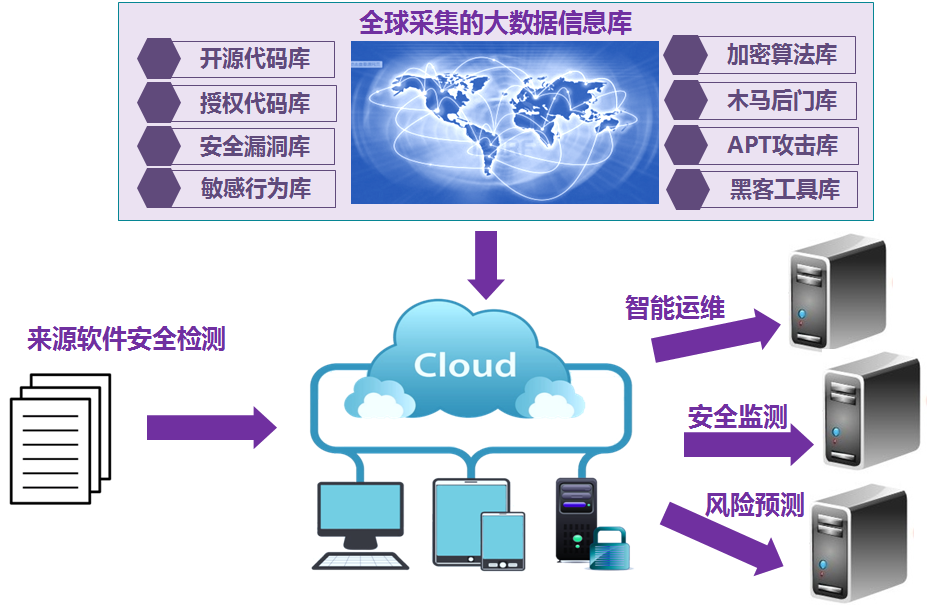 全球采集的大数据信息库
开源代码库
授权代码库
安全漏洞库
敏感行为库
加密算法库
木马后门库
APT攻击库
黑客工具库
来源软件安全检测
Cloud
智能运维
安全监测
风险预测